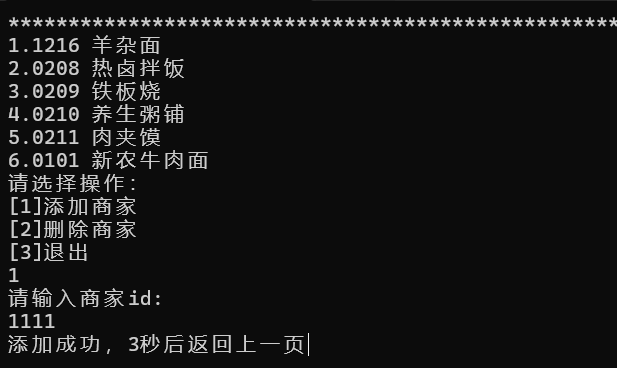 ****************************************************
1.1216 羊杂面
2.0208 热卤拌饭
3.0209 铁板烧
4.0210 养生粥铺
5.0211 肉夹馍
6.0101 新农牛肉面
请选择操作:
[1]添加商家
[2]删除商家
[3]退出
1
请输入商家id:
1111
添加成功，3秒后返回上一页